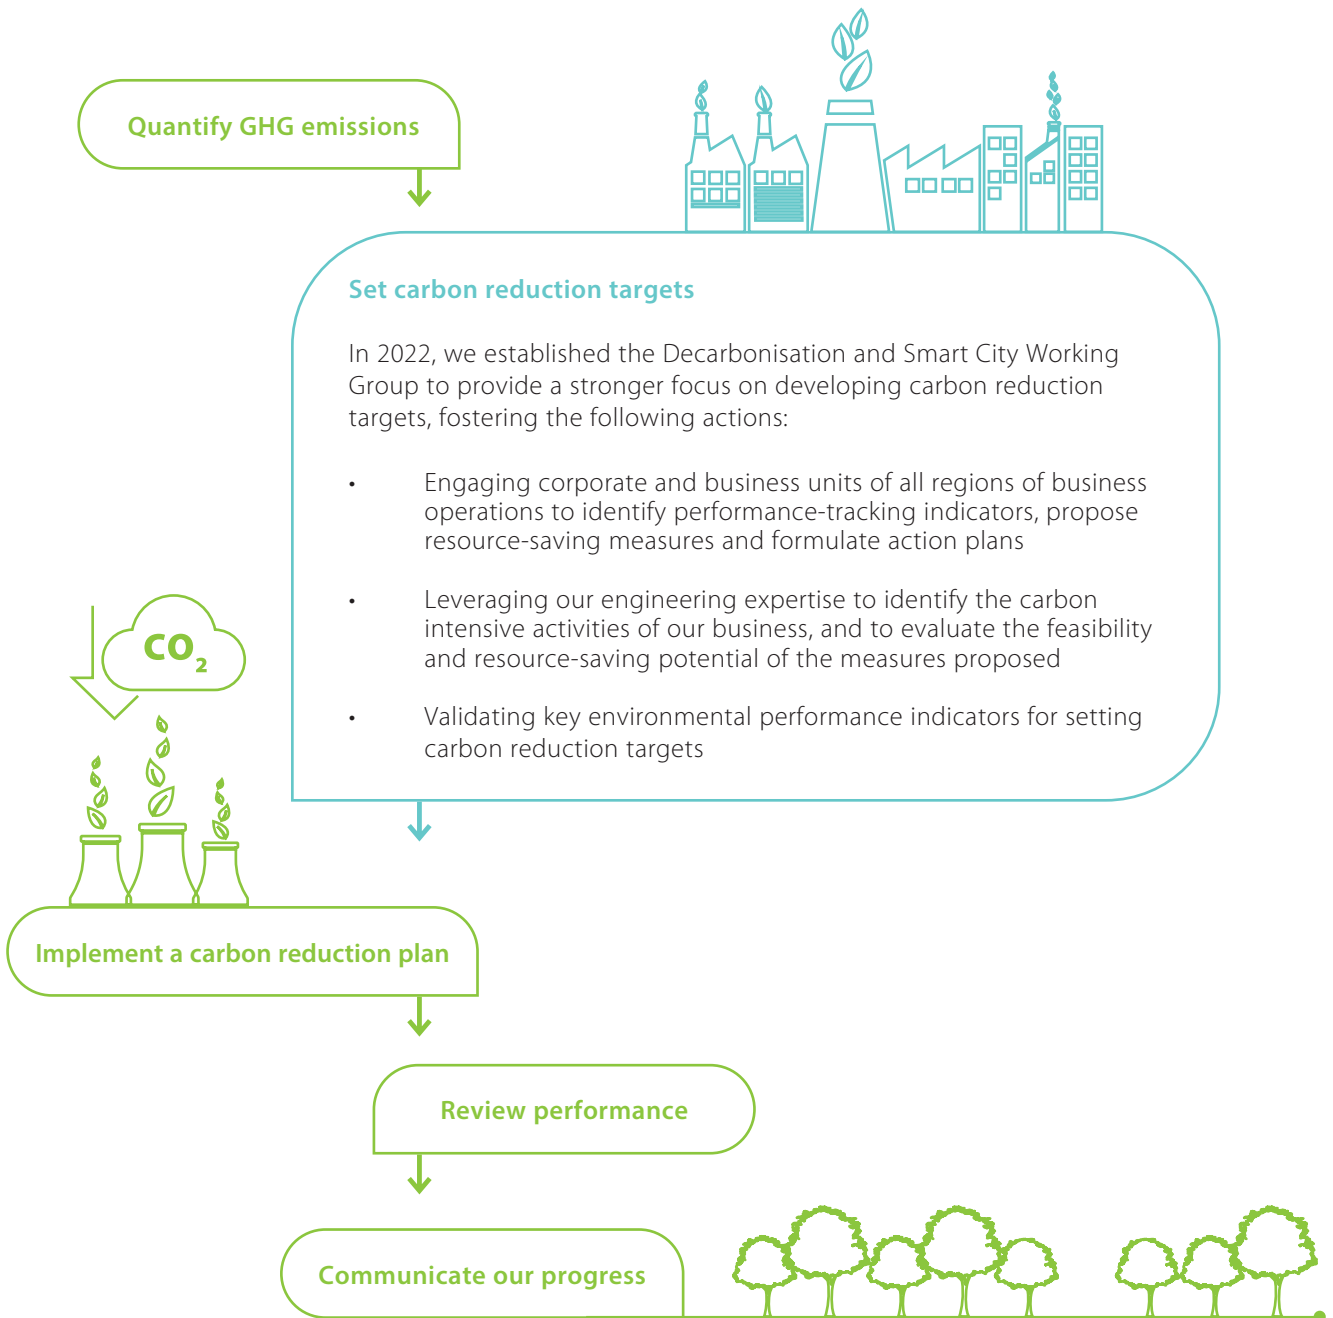 Quantify GHG emissions
Set carbon reduction targets
In 2022, we established the Decarbonisation and Smart City Working
Group to provide a stronger focus on developing carbon reduction
targets, fostering the following actions:
• Engaging corporate and business units of all regions of business
operations to identify performance-tracking indicators, propose
resource-saving measures and formulate action plans
• Leveraging our engineering expertise to identify the carbon
intensive activities of our business, and to evaluate the feasibility
and resource-saving potential of the measures proposed
• Validating key environmental performance indicators for setting
carbon reduction targets
CO₂
Implement a carbon reduction plan
Review performance
Communicate our progress